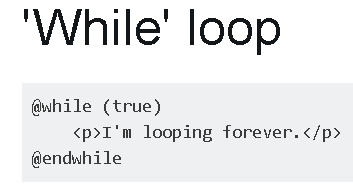 'While' loop
@while (true)
    <p>I'm looping forever.</p>
@endwhile